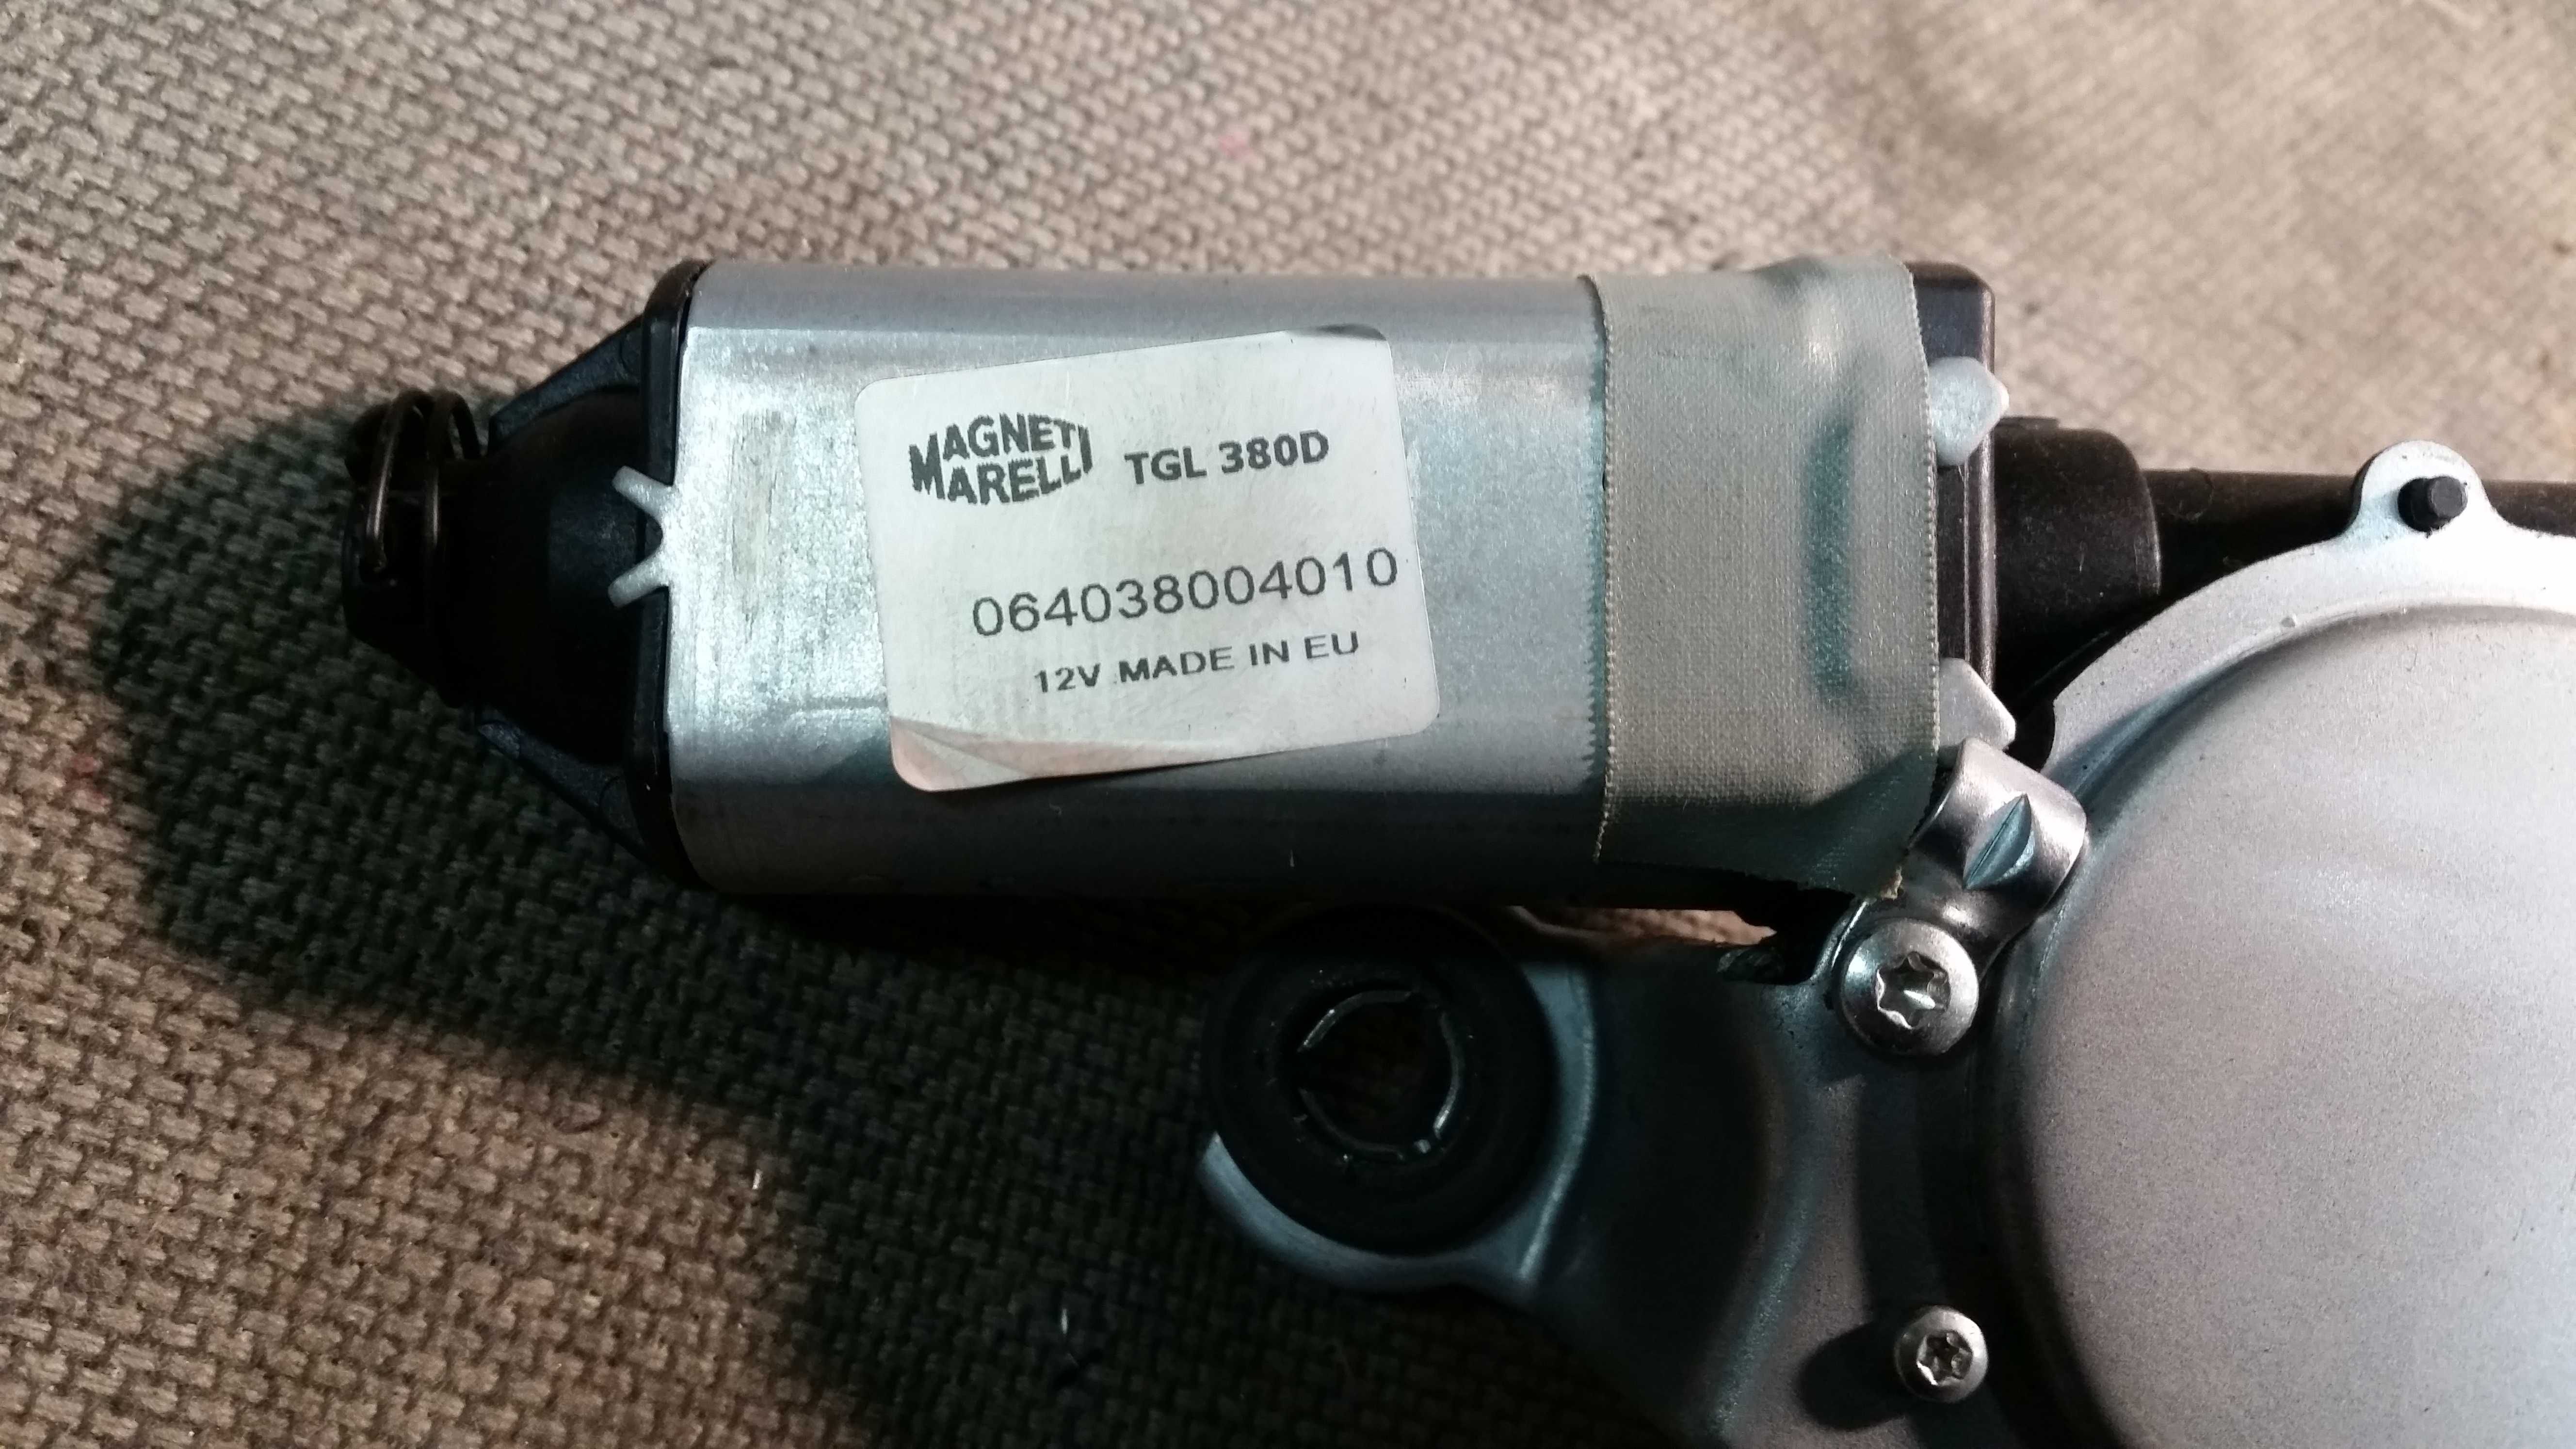 MAGNETI
MARELLI
TGL 380D
064038004010
12V MADE IN EU